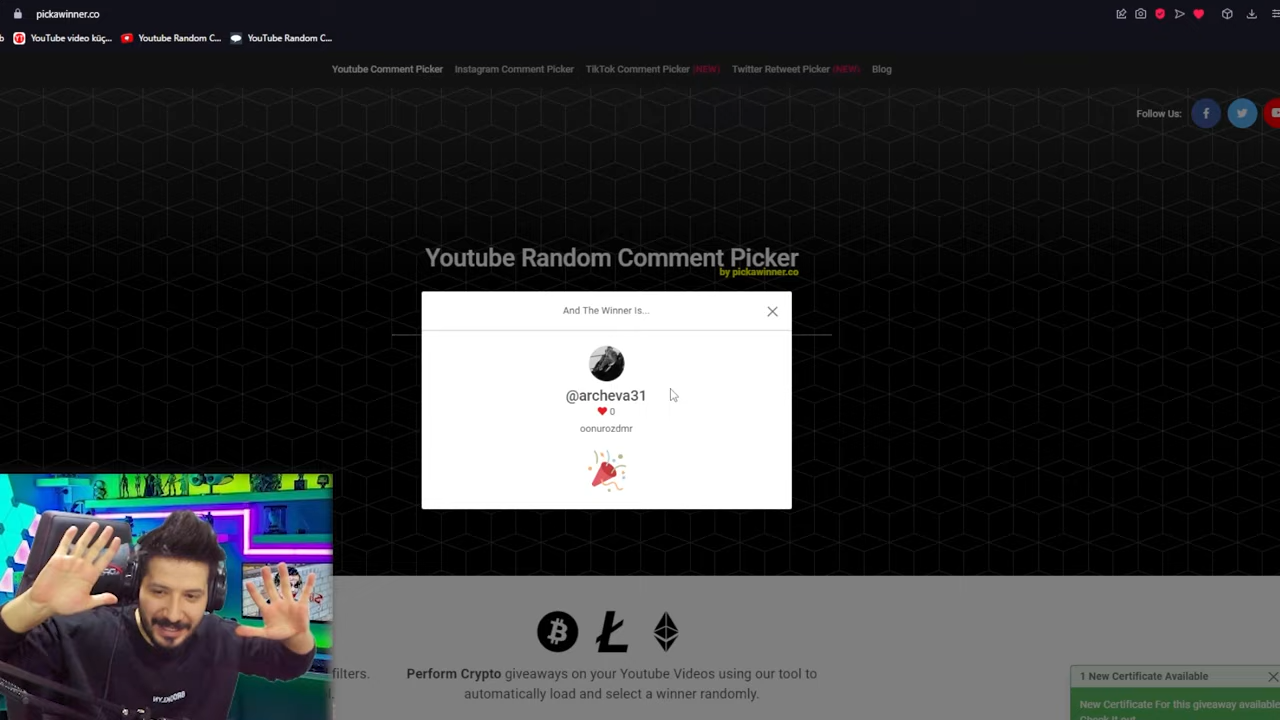 pickawinner.co
YouTube video küç...
Youtube Random C...
YouTube Random C...
Youtube Comment Picker
Instagram Comment Picker
TikTok Comment Picker (NEW)
Twitter Retweet Picker (NEW)
Blog
Follow Us:
Youtube Random Comment Picker
by pickawinner.co
And The Winner Is...
@archeva31
0
oonurozdmr
filters.
Perform Crypto giveaways on your Youtube Videos using our tool to
automatically load and select a winner randomly.
1 New Certificate Available
New Certificate For this giveaway available
Check It out